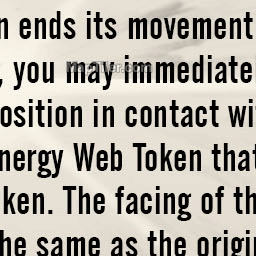 n ends its movement
, you may immediate
osition in contact wi
nergy Web Token that
ken. The facing of th
he same as the origi